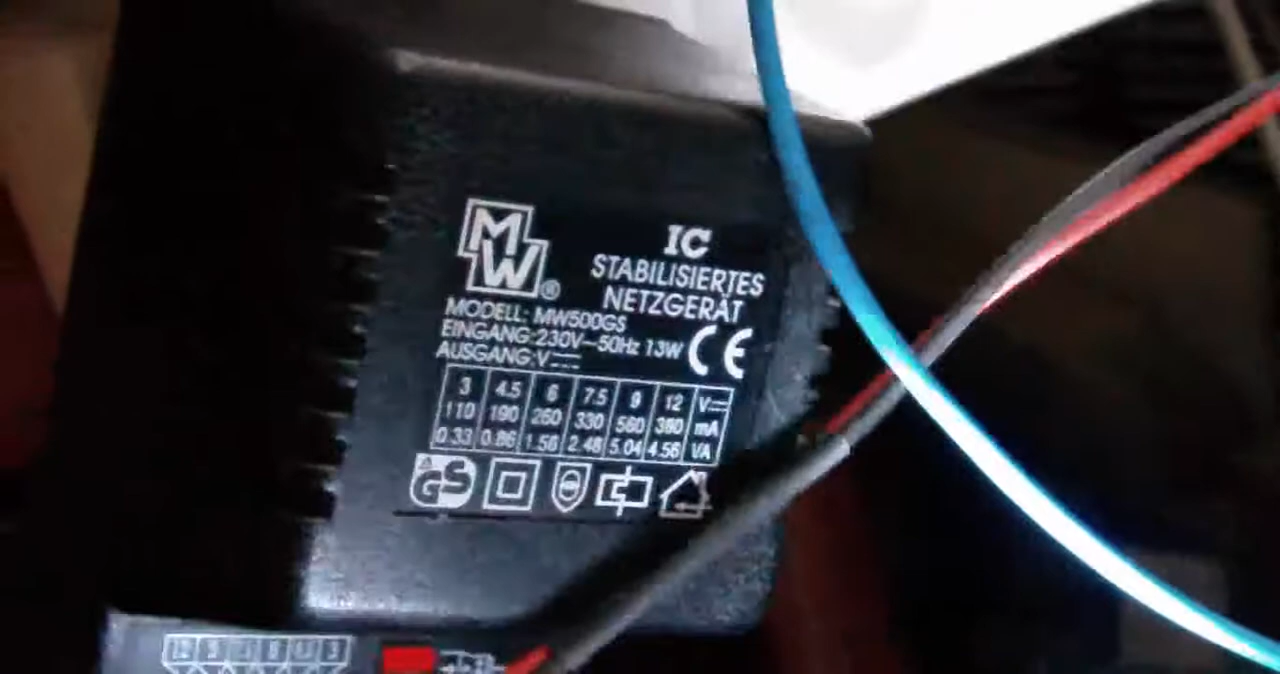 MW®
IC
STABILISIERTES
NETZGERÄT
MODELL: MW500GS
EINGANG:230V~50Hz 13W
AUSGANG:V⎓
CE
3 4.5 6 7.5 9 12 V⎓
110 190 260 330 560 380 mA
0.33 0.86 1.56 2.48 5.04 4.56 VA
GS